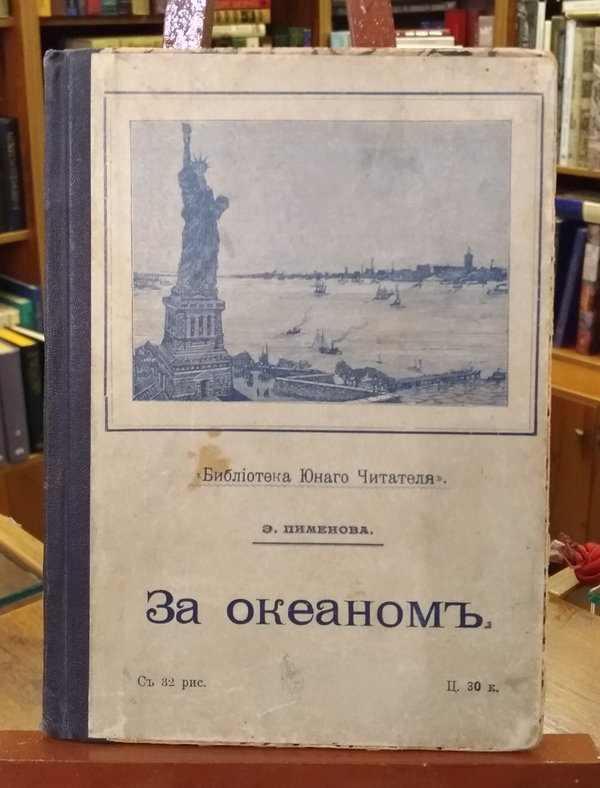 «Библіотека Юнаго Читателя».
Э. ПИМЕНОВА.
За океаномъ.
Съ 32 рис.
Ц. 30 к.